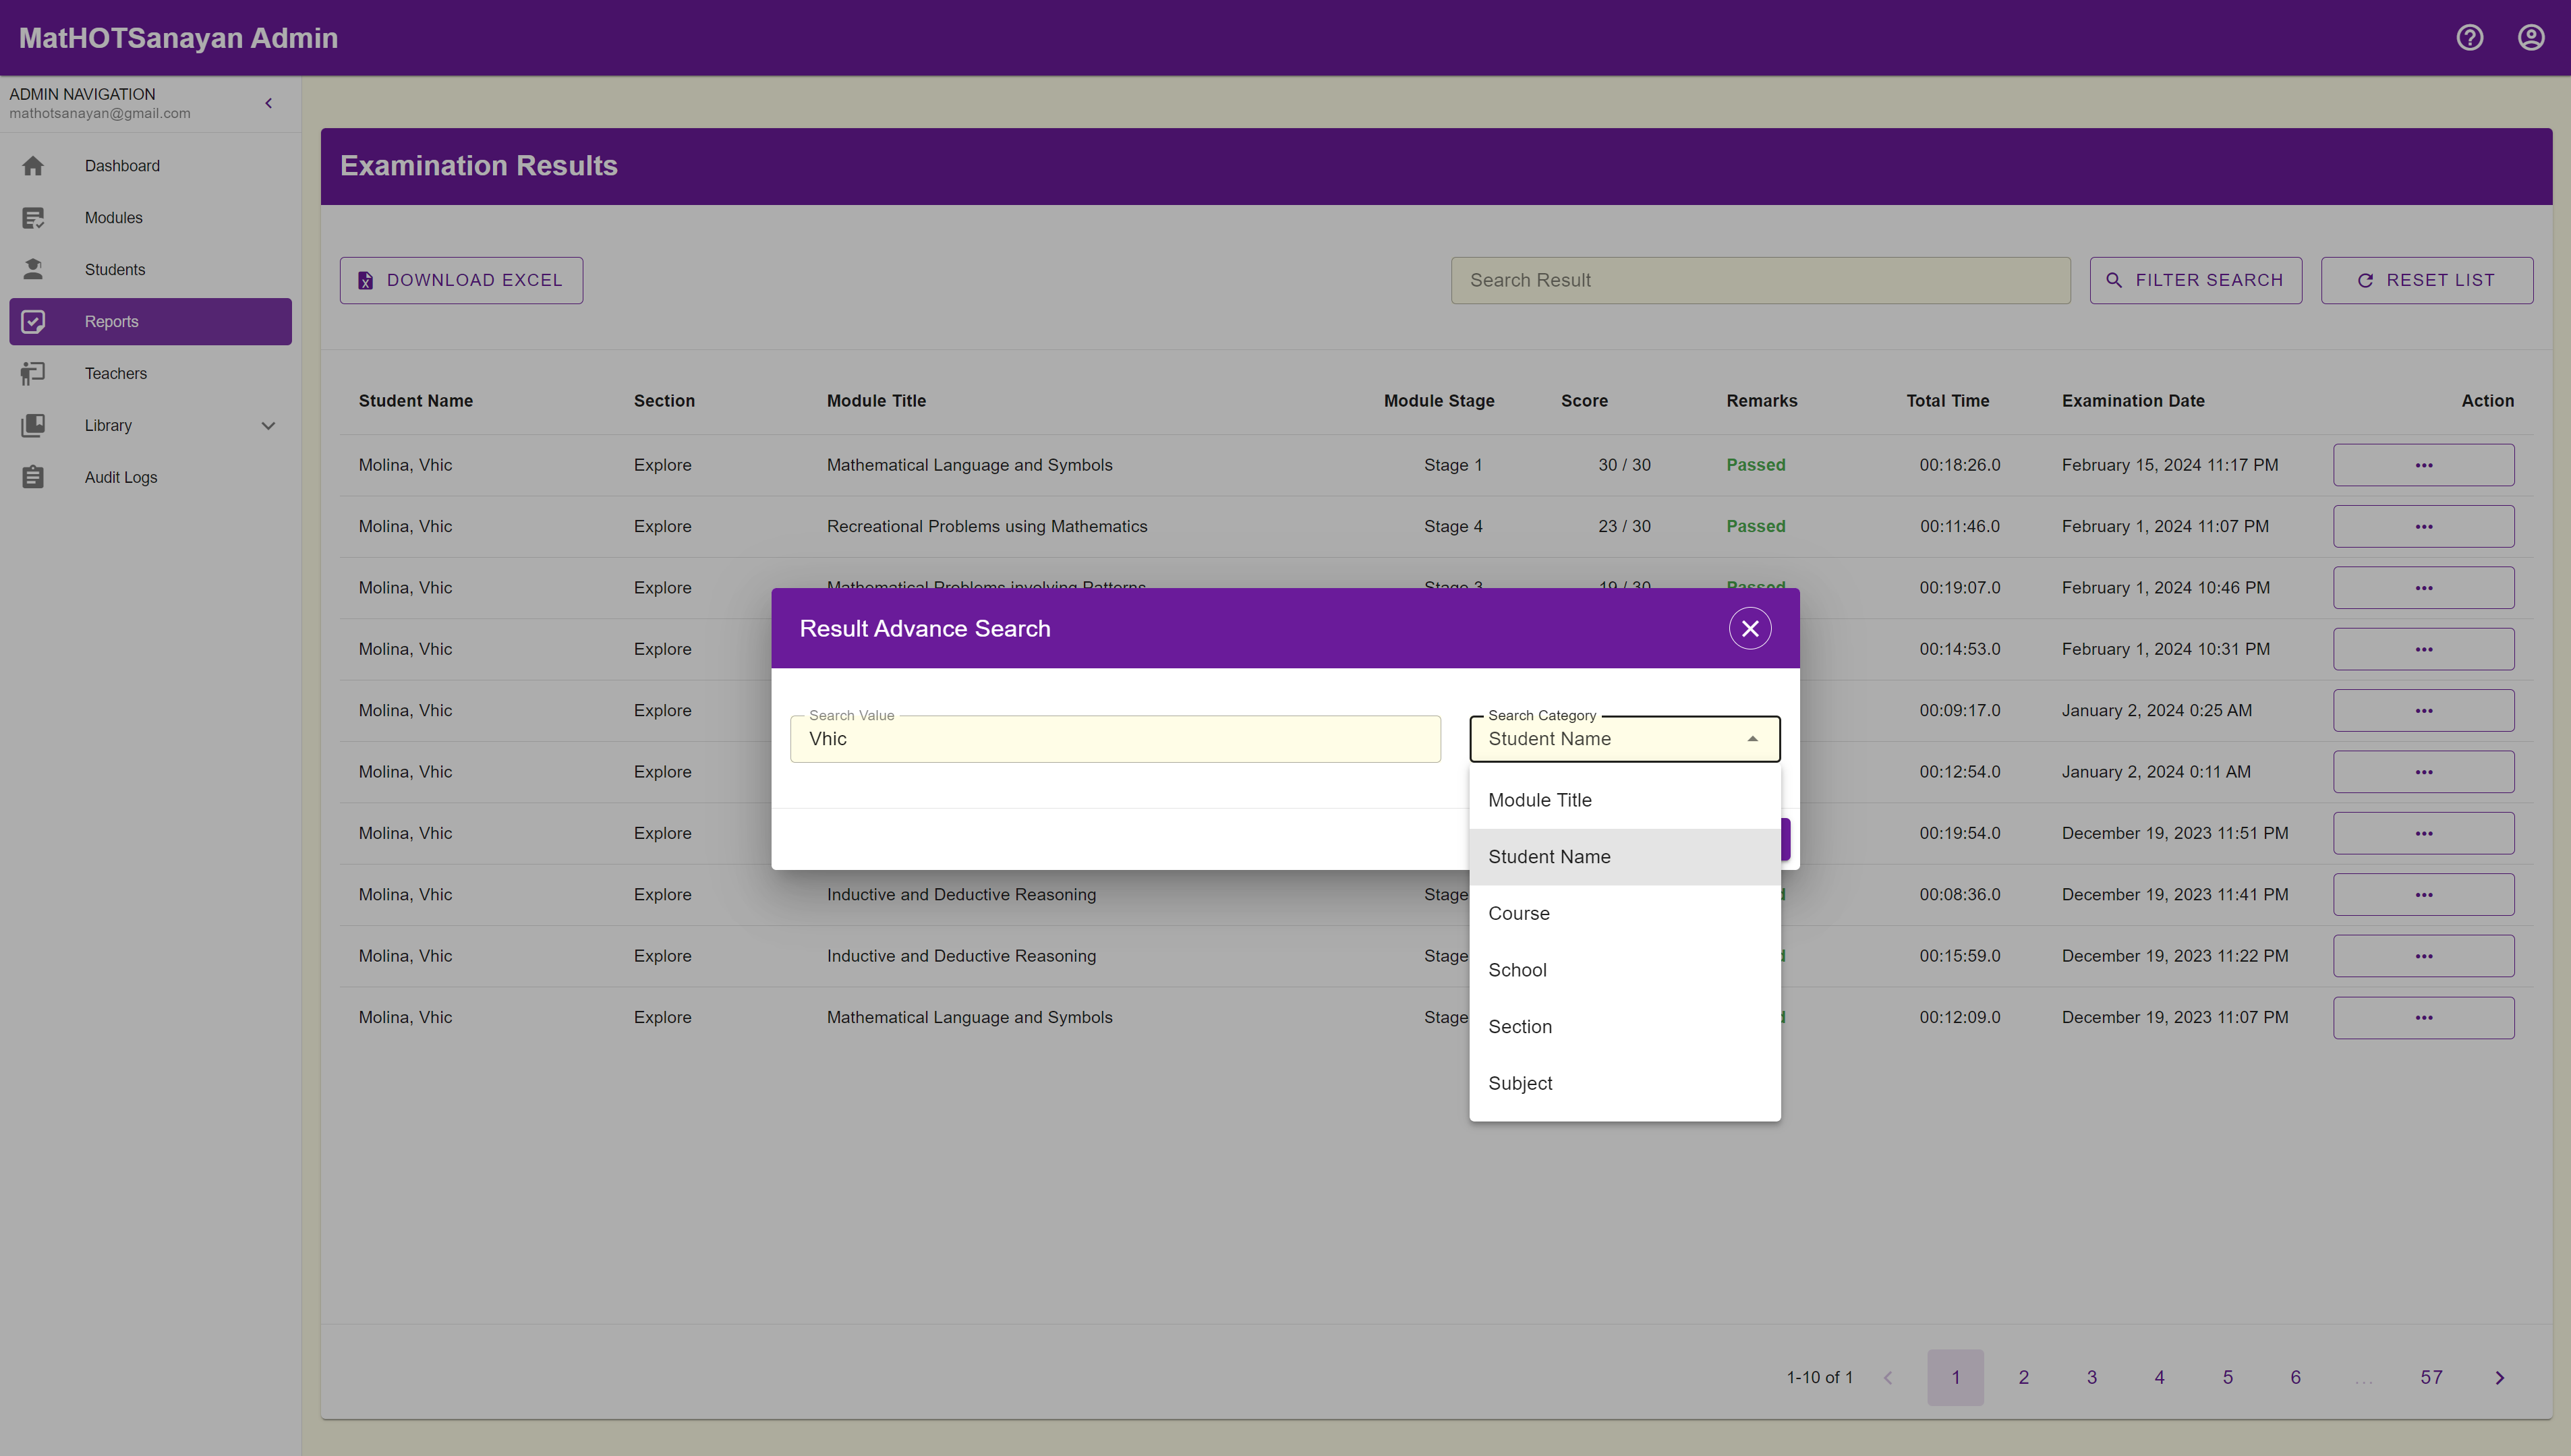 MatHOTSanayan Admin
ADMIN NAVIGATION
mathotsanayan@gmail.com
Dashboard
Modules
Students
Reports
Teachers
Library
Audit Logs
Examination Results
DOWNLOAD EXCEL
Search Result
FILTER SEARCH
RESET LIST
Student Name Section Module Title Module Stage Score Remarks Total Time Examination Date Action
Molina, Vhic Explore Mathematical Language and Symbols Stage 1 30 / 30 Passed 00:18:26.0 February 15, 2024 11:17 PM
Molina, Vhic Explore Recreational Problems using Mathematics Stage 4 23 / 30 Passed 00:11:46.0 February 1, 2024 11:07 PM
Molina, Vhic Explore Mathematical Problems involving Patterns Stage 3 19 / 30 Passed 00:19:07.0 February 1, 2024 10:46 PM
Molina, Vhic Explore 00:14:53.0 February 1, 2024 10:31 PM
Molina, Vhic Explore 00:09:17.0 January 2, 2024 0:25 AM
Molina, Vhic Explore 00:12:54.0 January 2, 2024 0:11 AM
Molina, Vhic Explore 00:19:54.0 December 19, 2023 11:51 PM
Molina, Vhic Explore Inductive and Deductive Reasoning Stage 00:08:36.0 December 19, 2023 11:41 PM
Molina, Vhic Explore Inductive and Deductive Reasoning Stage 00:15:59.0 December 19, 2023 11:22 PM
Molina, Vhic Explore Mathematical Language and Symbols Stage 00:12:09.0 December 19, 2023 11:07 PM
Result Advance Search
Search Value
Vhic
Search Category
Student Name
Module Title
Student Name
Course
School
Section
Subject
1-10 of 1 1 2 3 4 5 6 ... 57